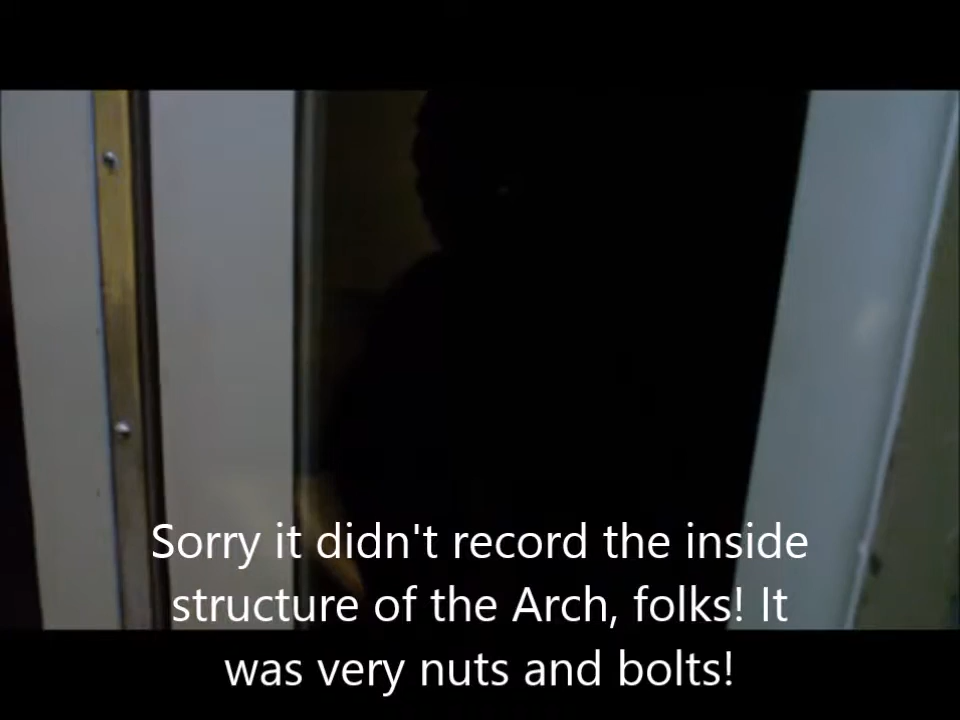 Sorry it didn't record the inside
structure of the Arch, folks! It
was very nuts and bolts!